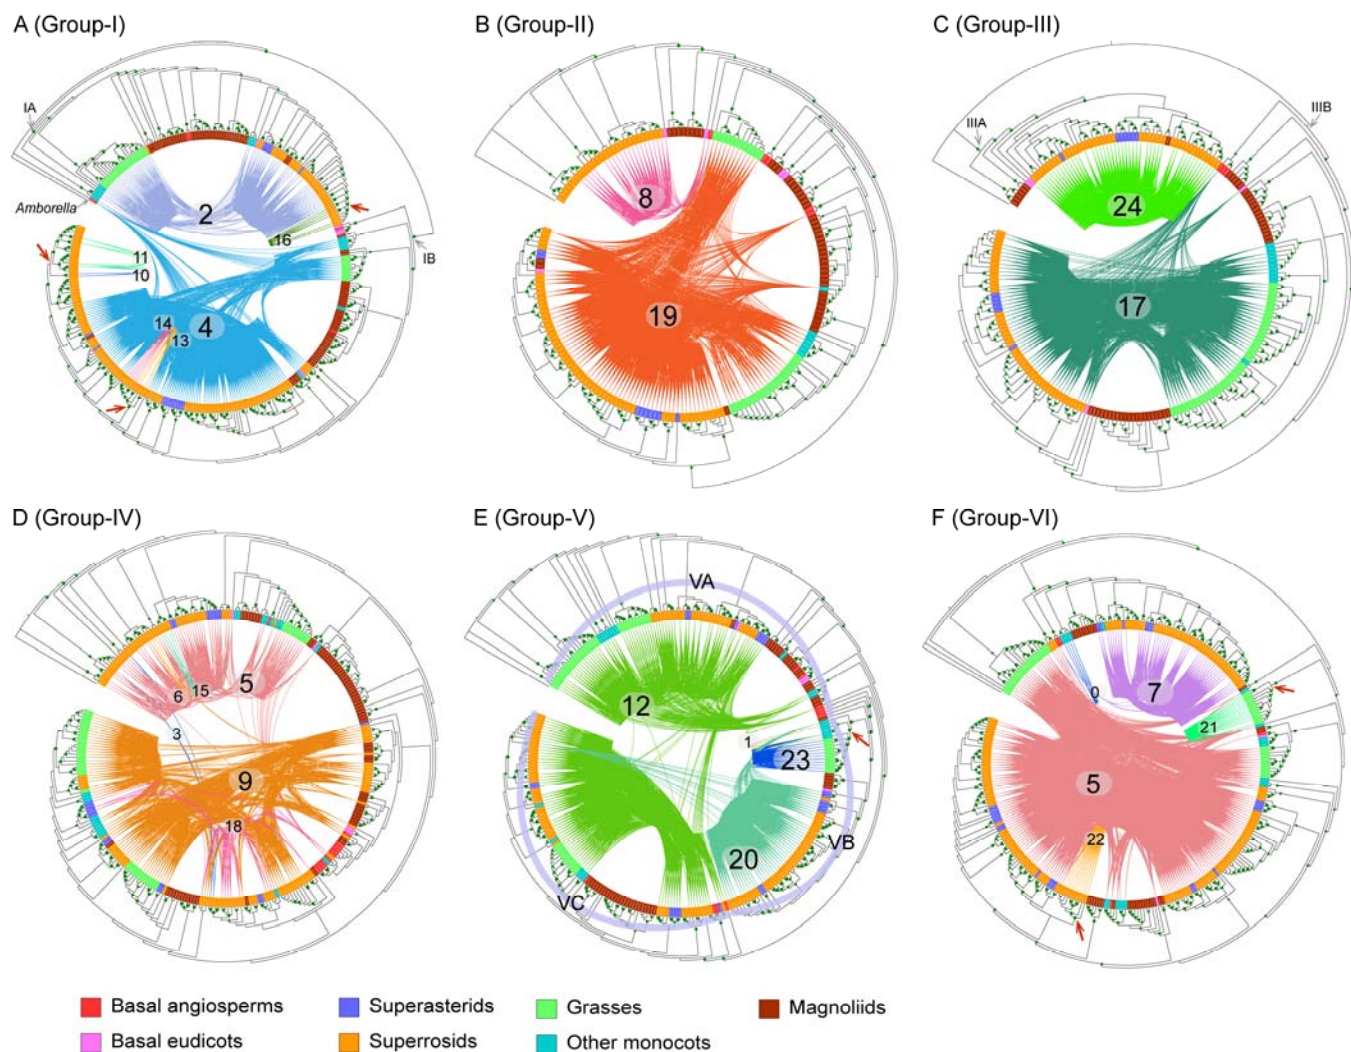 A (Group-I)
B (Group-II)
C (Group-III)
IA
Amborella
2
16
11
10
14
13
4
IB
8
19
IIIA
IIIB
24
17
D (Group-IV)
E (Group-V)
F (Group-VI)
6
15
5
3
9
18
VA
12
1
23
20
VB
VC
0
7
21
5
22
Basal angiosperms
Superasterids
Grasses
Magnoliids
Basal eudicots
Superrosids
Other monocots